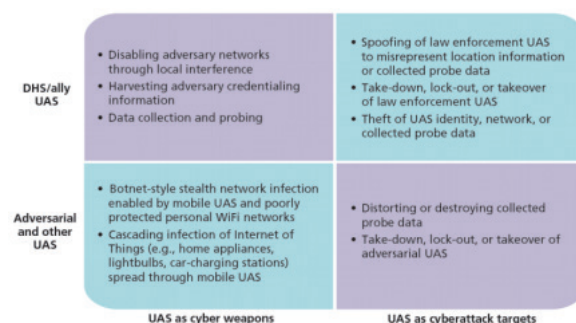 DHS/ally
UAS
• Disabling adversary networks
through local interference
• Harvesting adversary credentialing
information
• Data collection and probing
• Spoofing of law enforcement UAS
to misrepresent location information
or collected probe data
• Take-down, lock-out, or takeover
of law enforcement UAS
• Theft of UAS identity, network, or
collected probe data
Adversarial
and other
UAS
• Botnet-style stealth network infection
enabled by mobile UAS and poorly
protected personal WiFi networks
• Cascading infection of Internet of
Things (e.g., home appliances,
lightbulbs, car-charging stations)
spread through mobile UAS
• Distorting or destroying collected
probe data
• Take-down, lock-out, or takeover of
adversarial UAS
UAS as cyber weapons
UAS as cyberattack targets